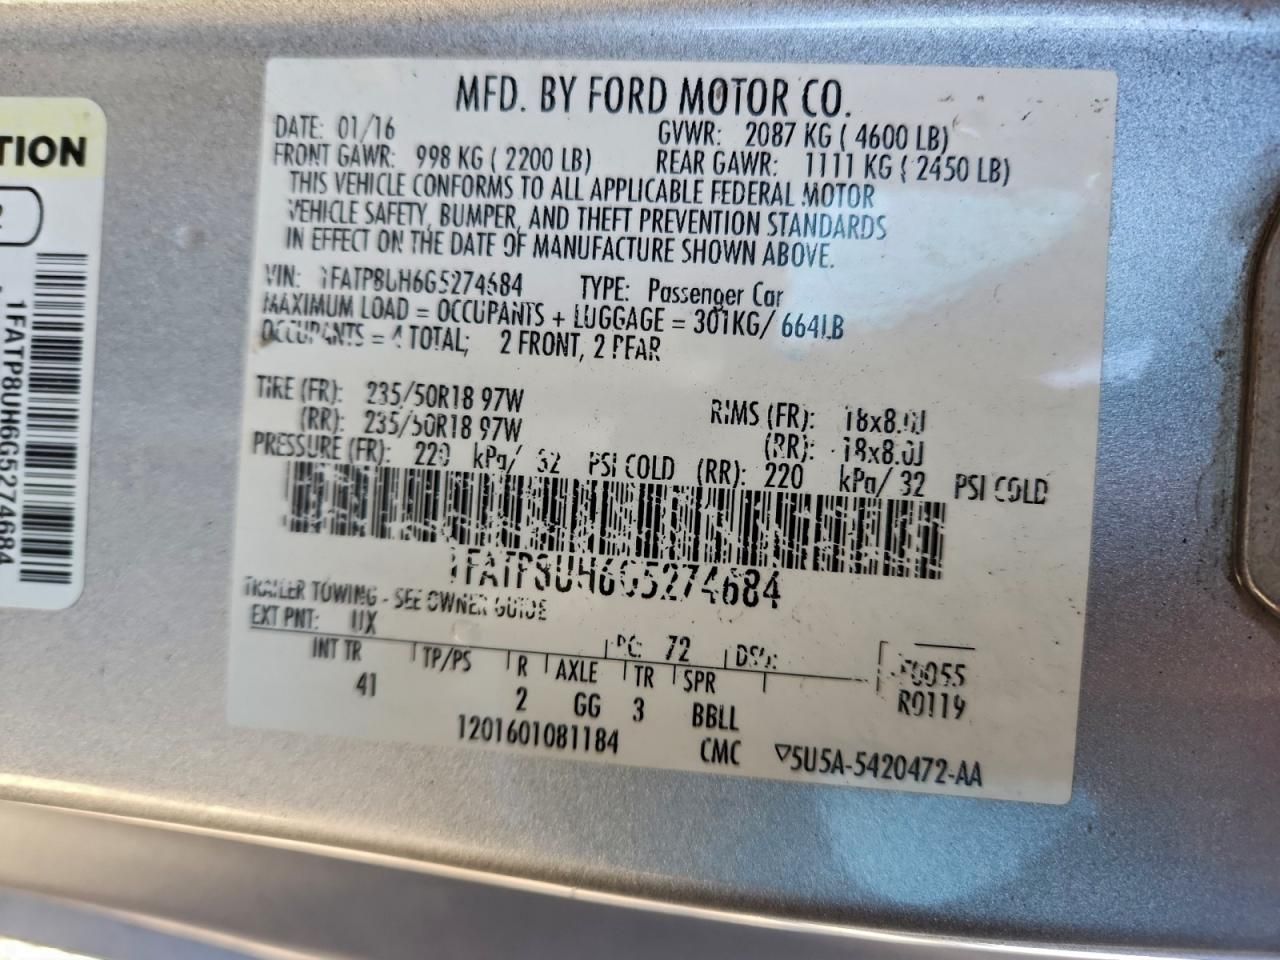 TION
2
1FATP8UH6G5274684
MFD. BY FORD MOTOR CO.
DATE: 01/16 GVWR: 2087 KG ( 4600 LB)
FRONT GAWR: 998 KG ( 2200 LB) REAR GAWR: 1111 KG ( 2450 LB)
THIS VEHICLE CONFORMS TO ALL APPLICABLE FEDERAL MOTOR
VEHICLE SAFETY, BUMPER, AND THEFT PREVENTION STANDARDS
IN EFFECT ON THE DATE OF MANUFACTURE SHOWN ABOVE.
VIN: 1FATP8UH6G5274684 TYPE: Passenger Car
MAXIMUM LOAD = OCCUPANTS + LUGGAGE = 301KG/ 664LB
OCCUPANTS = 4 TOTAL; 2 FRONT, 2 REAR
TIRE (FR): 235/50R18 97W RIMS (FR): 18x8.0J
(RR): 235/50R18 97W (RR): 18x8.0J
PRESSURE (FR): 220 kPa/ 32 PSI COLD (RR): 220 kPa/ 32 PSI COLD
1FATP8UH6G5274684
TRAILER TOWING - SEE OWNER GUIDE
EXT PNT: UX RC: 72 DSO:
INT TR TP/PS R AXLE TR SPR F0055
41 2 GG 3 BBLL R0119
1201601081184 CMC ▽5U5A-5420472-AA